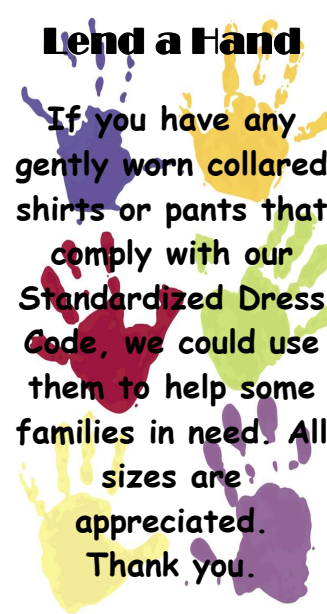 Lend a Hand
If you have any
gently worn collared
shirts or pants that
comply with our
Standardized Dress
Code, we could use
them to help some
families in need. All
sizes are
appreciated.
Thank you.